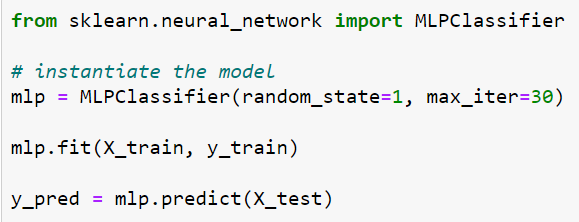 from sklearn.neural_network import MLPClassifier
# instantiate the model
mlp = MLPClassifier(random_state=1, max_iter=30)
mlp.fit(X_train, y_train)
y_pred = mlp.predict(X_test)